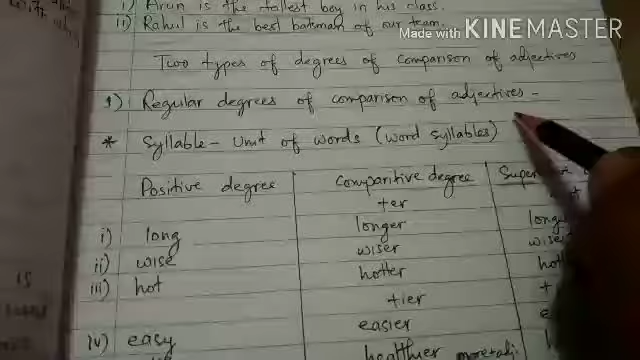 i) Arun is the tallest boy in his class.
ii) Rahul is the best batsman of our team.
Made with KINEMASTER
Two types of degrees of comparison of adjectives
1) Regular degrees of comparison of adjectives -
* Syllable - Unit of words (word syllables)
Positive degree Comparitive degree
+er
i) long longer
ii) wise wiser
iii) hot hotter
+ier
iv) easy easier